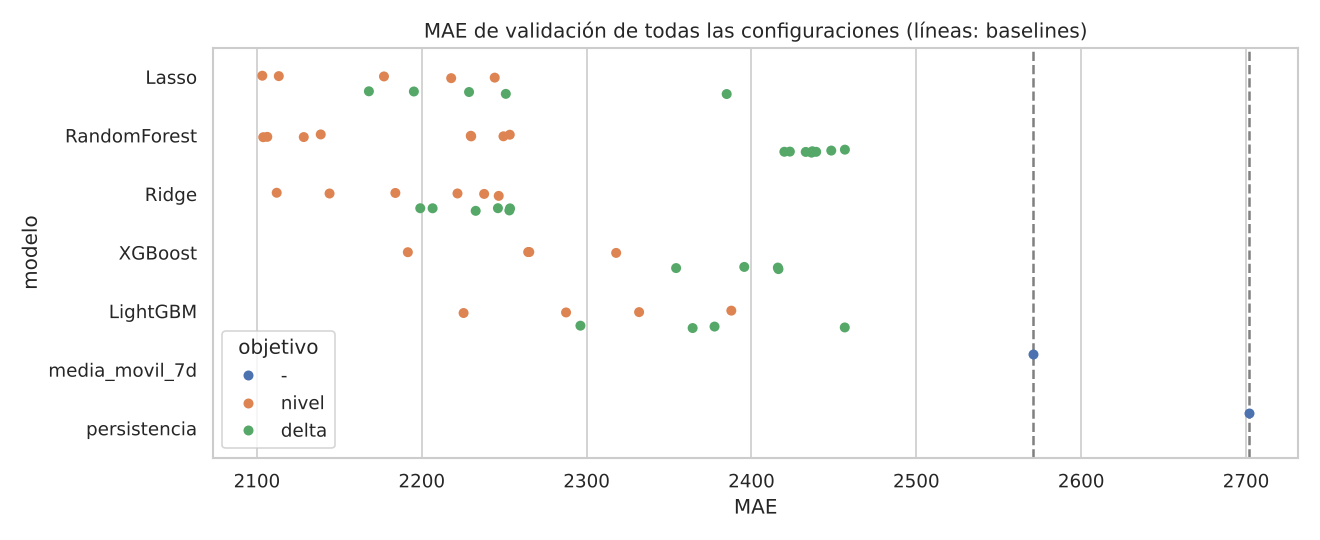 MAE de validación de todas las configuraciones (líneas: baselines)
modelo
Lasso
RandomForest
Ridge
XGBoost
LightGBM
media_movil_7d
persistencia
objetivo
-
nivel
delta
2100 2200 2300 2400 2500 2600 2700
MAE